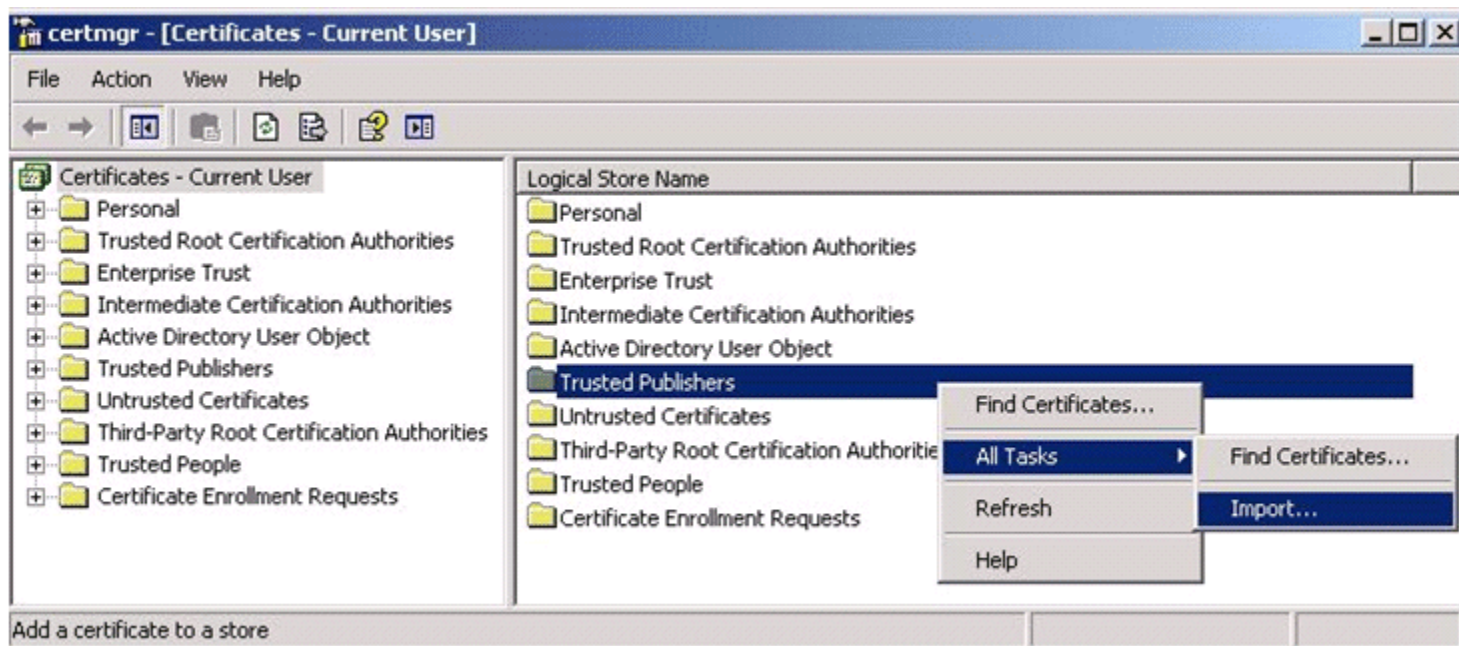 certmgr - [Certificates - Current User]
File Action View Help
Certificates - Current User
Personal
Trusted Root Certification Authorities
Enterprise Trust
Intermediate Certification Authorities
Active Directory User Object
Trusted Publishers
Untrusted Certificates
Third-Party Root Certification Authorities
Trusted People
Certificate Enrollment Requests
Logical Store Name
Personal
Trusted Root Certification Authorities
Enterprise Trust
Intermediate Certification Authorities
Active Directory User Object
Trusted Publishers
Untrusted Certificates
Third-Party Root Certification Authoritie
Trusted People
Certificate Enrollment Requests
Find Certificates...
All Tasks
Refresh
Help
Find Certificates...
Import...
Add a certificate to a store